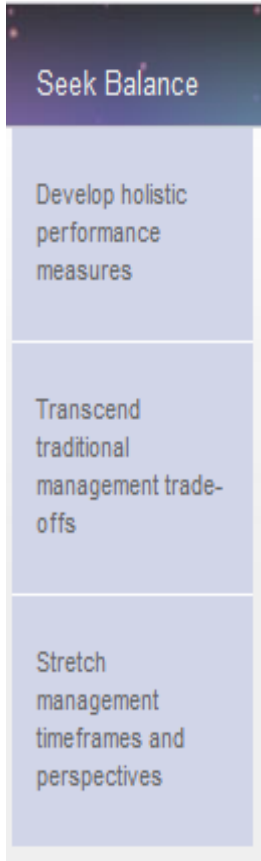 Seek Balance
Develop holistic
performance
measures
Transcend
traditional
management trade-
offs
Stretch
management
timeframes and
perspectives